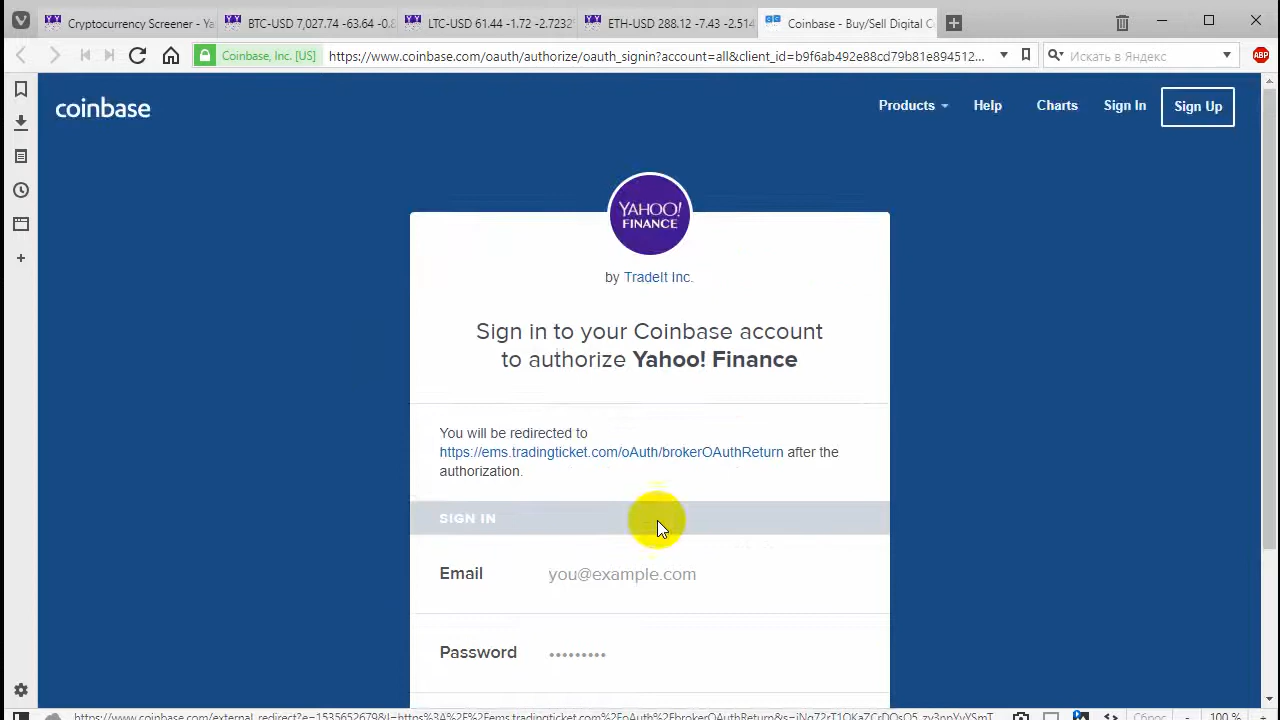 Cryptocurrency Screener - Ya
BTC-USD 7,027.74 -63.64 -0.8
LTC-USD 61.44 -1.72 -2.72325
ETH-USD 288.12 -7.43 -2.514
Coinbase - Buy/Sell Digital C
Coinbase, Inc. [US]
https://www.coinbase.com/oauth/authorize/oauth_signin?account=all&client_id=b9f6ab492e88cd79b81e894512...
Искать в Яндекс
ABP
coinbase
Products
Help
Charts
Sign In
Sign Up
YAHOO!
FINANCE
by TradeIt Inc.
Sign in to your Coinbase account
to authorize Yahoo! Finance
You will be redirected to
https://ems.tradingticket.com/oAuth/brokerOAuthReturn after the
authorization.
SIGN IN
Email
you@example.com
Password
Сброс
100 %